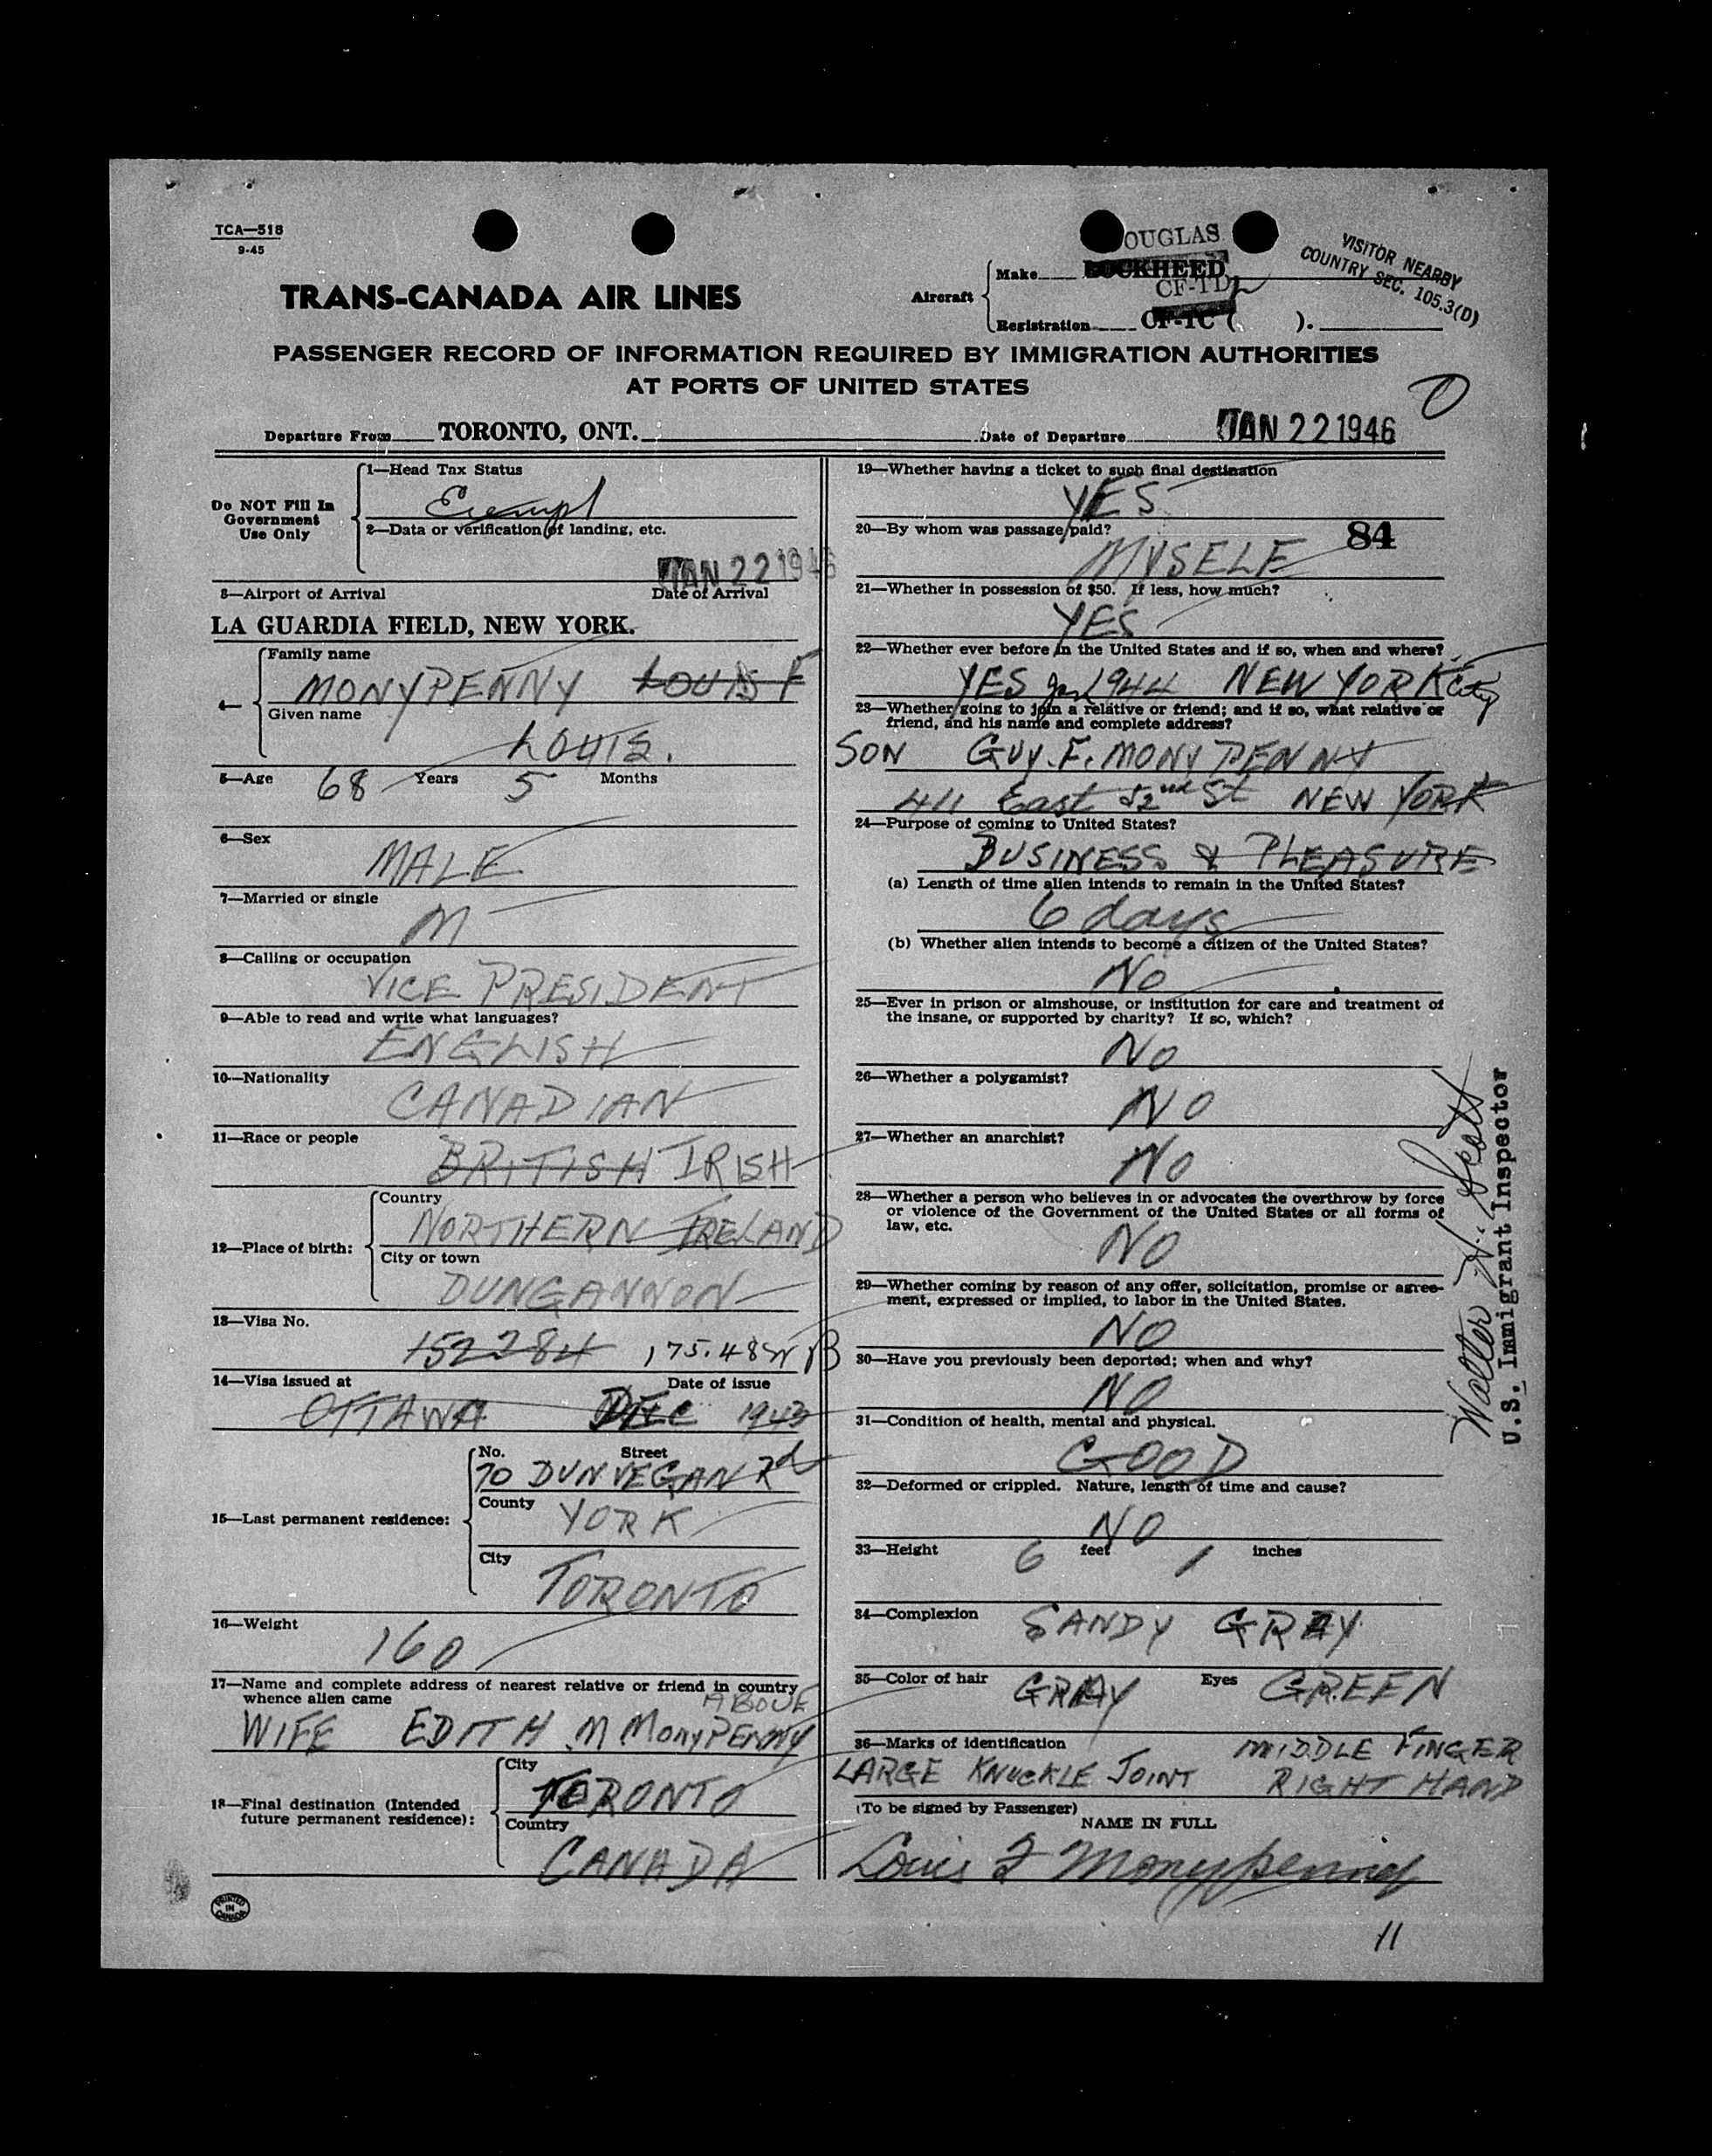 TCA—518
9-45
DOUGLAS
Make LOCKHEED
CF-TD
Aircraft
Registration CF-TC ( ).
VISITOR NEARBY
COUNTRY SEC. 105.3(D)
TRANS-CANADA AIR LINES
PASSENGER RECORD OF INFORMATION REQUIRED BY IMMIGRATION AUTHORITIES
AT PORTS OF UNITED STATES
Departure From TORONTO, ONT. Date of Departure JAN 22 1946
Do NOT Fill In
Government
Use Only
1—Head Tax Status
Exempt
2—Data or verification of landing, etc.
JAN 22 1946
3—Airport of Arrival Date of Arrival
LA GUARDIA FIELD, NEW YORK.
4— Family name
MONYPENNY LOUIS F
Given name
LOUIS.
5—Age 68 Years 5 Months
6—Sex
MALE
7—Married or single
M
8—Calling or occupation
VICE PRESIDENT
9—Able to read and write what languages?
ENGLISH
10—Nationality
CANADIAN
11—Race or people
BRITISH IRISH
12—Place of birth:
Country
NORTHERN IRELAND
City or town
DUNGANNON
13—Visa No.
152284 175.48
14—Visa issued at Date of issue
OTTAWA DEC 1943
15—Last permanent residence:
No. Street
70 DUNVEGAN Rd
County
YORK
City
TORONTO
16—Weight
160
17—Name and complete address of nearest relative or friend in country
whence alien came
ABOVE
WIFE EDITH M MONYPENNY
18—Final destination (Intended
future permanent residence):
City
TORONTO
Country
CANADA
PRINTED
IN
CANADA
19—Whether having a ticket to such final destination
YES
20—By whom was passage paid? 84
MYSELF
21—Whether in possession of $50. If less, how much?
YES
22—Whether ever before in the United States and if so, when and where?
YES Jan 1944 NEW YORK City
23—Whether going to join a relative or friend; and if so, what relative or
friend, and his name and complete address?
SON GUY. F. MONYPENNY
411 East 52nd St NEW YORK
24—Purpose of coming to United States?
BUSINESS & PLEASURE
(a) Length of time alien intends to remain in the United States?
6 days
(b) Whether alien intends to become a citizen of the United States?
NO
25—Ever in prison or almshouse, or institution for care and treatment of
the insane, or supported by charity? If so, which?
NO
26—Whether a polygamist?
NO
27—Whether an anarchist?
NO
28—Whether a person who believes in or advocates the overthrow by force
or violence of the Government of the United States or all forms of
law, etc.
NO
29—Whether coming by reason of any offer, solicitation, promise or agree-
ment, expressed or implied, to labor in the United States.
NO
30—Have you previously been deported; when and why?
NO
31—Condition of health, mental and physical.
GOOD
32—Deformed or crippled. Nature, length of time and cause?
NO
33—Height 6 feet 1 inches
34—Complexion SANDY GRAY
35—Color of hair GRAY Eyes GREEN
36—Marks of identification MIDDLE FINGER
LARGE KNUCKLE JOINT RIGHT HAND
(To be signed by Passenger)
NAME IN FULL
Louis F Monypenny
11
Walter N. Scott
U.S. Immigrant Inspector